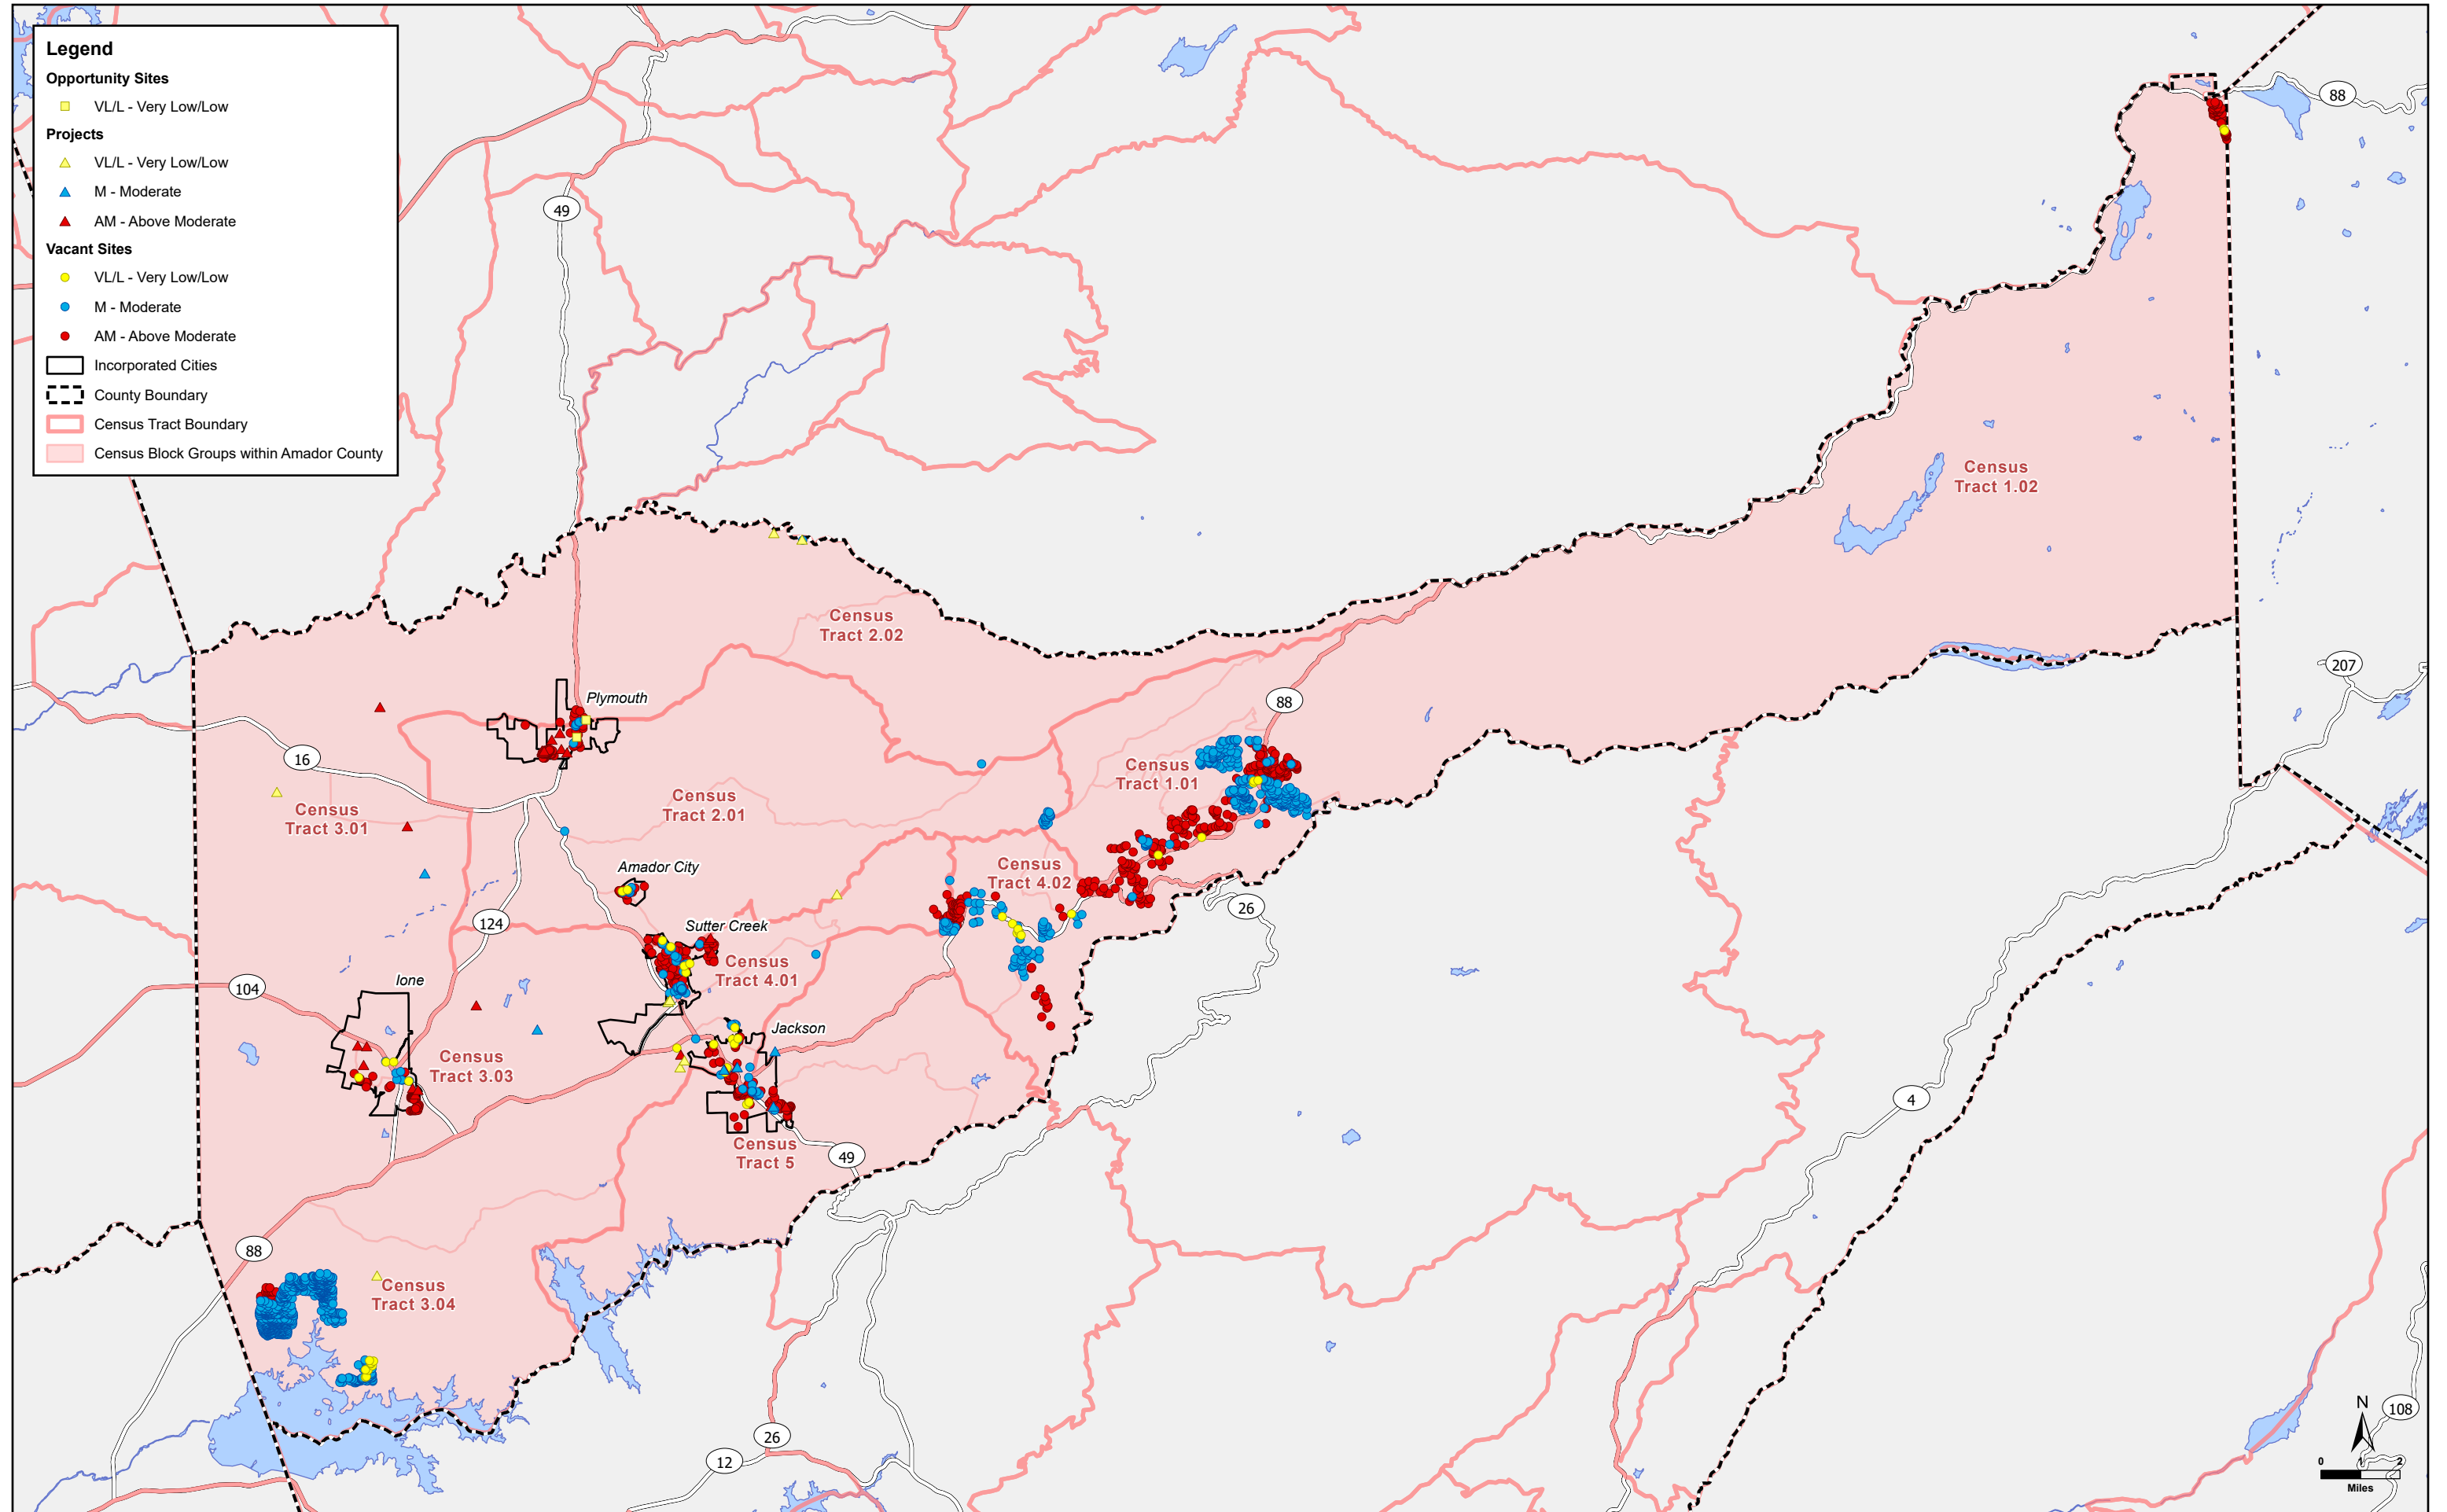 Legend
Opportunity Sites
VL/L - Very Low/Low
Projects
VL/L - Very Low/Low
M - Moderate
AM - Above Moderate
Vacant Sites
VL/L - Very Low/Low
M - Moderate
AM - Above Moderate
Incorporated Cities
County Boundary
Census Tract Boundary
Census Block Groups within Amador County
88
49
Census
Tract 1.02
Census
Tract 2.02
207
Plymouth
88
16
Census
Tract 1.01
Census
Tract 2.01
Census
Tract 3.01
Amador City
Census
Tract 4.02
26
124
Sutter Creek
Census
Tract 4.01
Ione
104
Jackson
Census
Tract 3.03
4
Census
Tract 5
49
88
Census
Tract 3.04
N
108
26
12
0 1 2
Miles